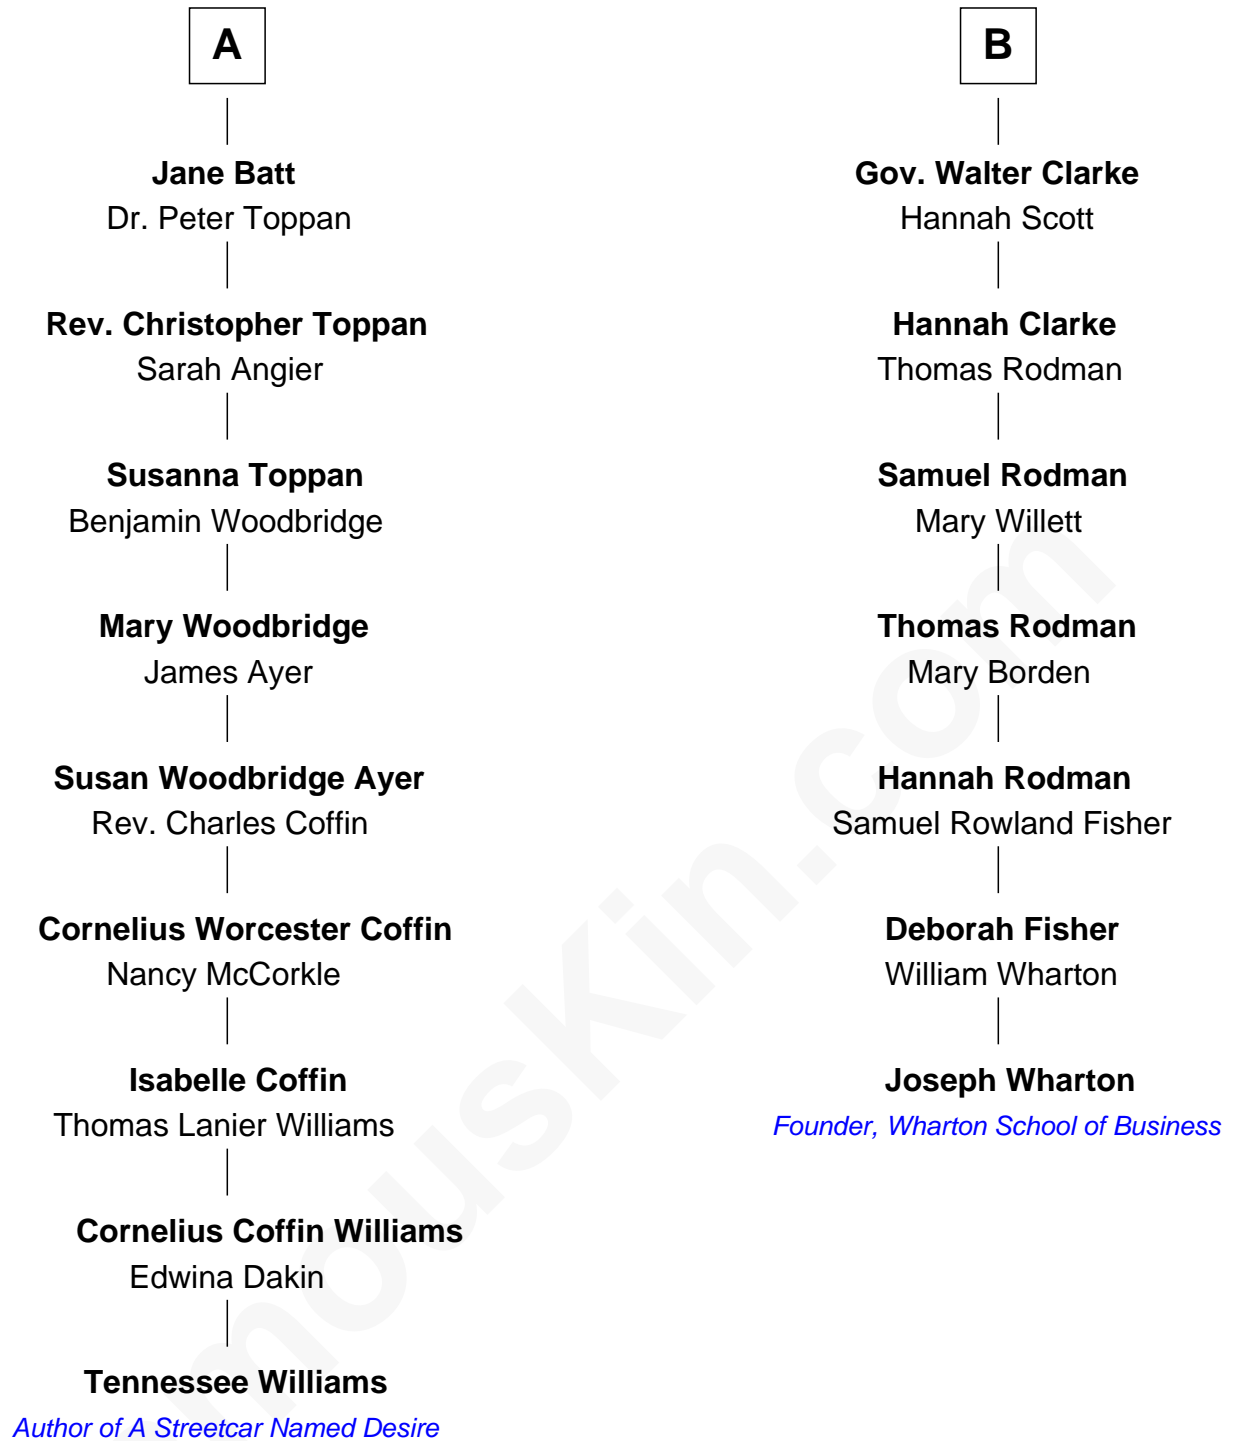 A
Jane Batt
Dr. Peter Toppan
Rev. Christopher Toppan
Sarah Angier
Susanna Toppan
Benjamin Woodbridge
Mary Woodbridge
James Ayer
Susan Woodbridge Ayer
Rev. Charles Coffin
Cornelius Worcester Coffin
Nancy McCorkle
Isabelle Coffin
Thomas Lanier Williams
Cornelius Coffin Williams
Edwina Dakin
Tennessee Williams
Author of A Streetcar Named Desire
B
Gov. Walter Clarke
Hannah Scott
Hannah Clarke
Thomas Rodman
Samuel Rodman
Mary Willett
Thomas Rodman
Mary Borden
Hannah Rodman
Samuel Rowland Fisher
Deborah Fisher
William Wharton
Joseph Wharton
Founder, Wharton School of Business
mousKin.com